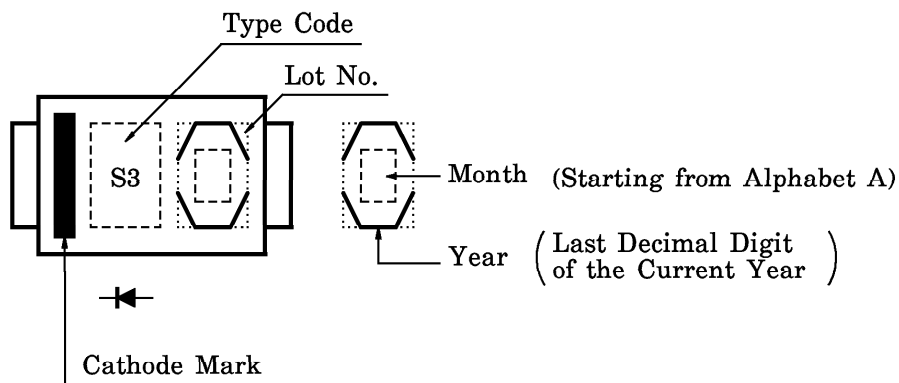 Type Code
Lot No.
S3
Month (Starting from Alphabet A)
Year (Last Decimal Digit
of the Current Year)
Cathode Mark